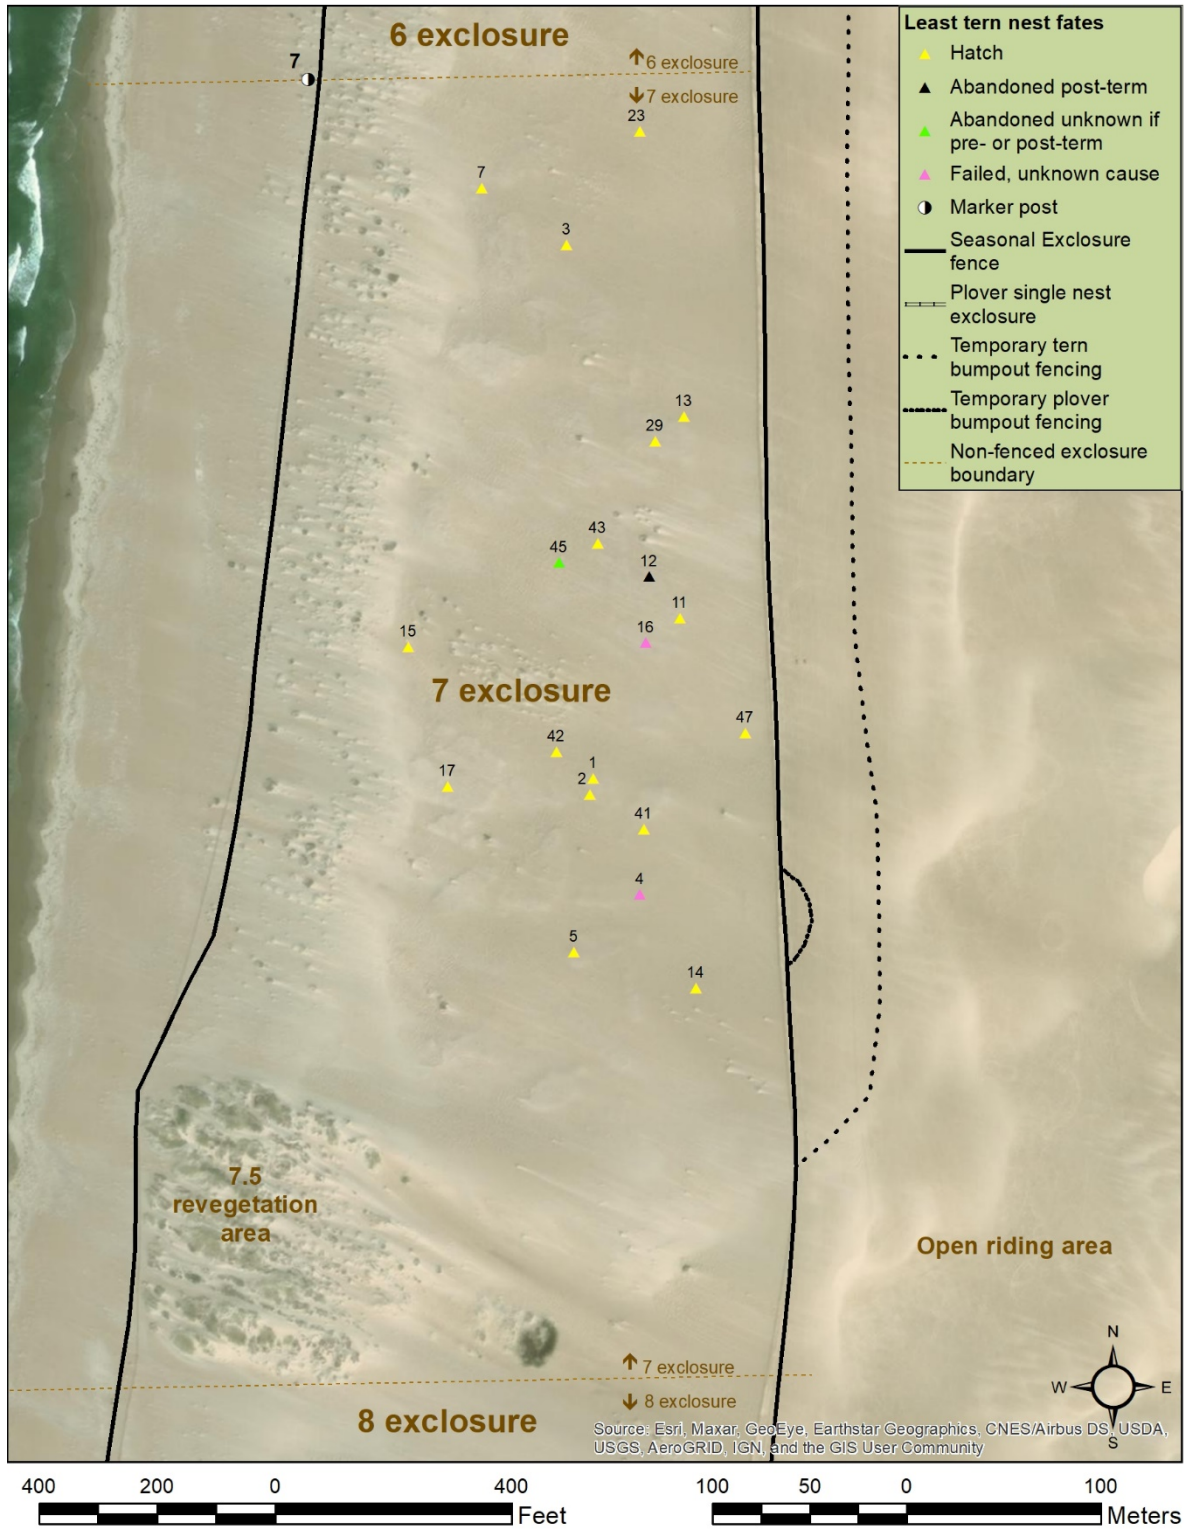 6 exclosure
7
6 exclosure
7 exclosure
23
7
3
13
29
43
45
12
11
16
15
7 exclosure
47
42
1
2
17
41
4
5
14
7.5
revegetation
area
Open riding area
7 exclosure
8 exclosure
8 exclosure
Least tern nest fates
Hatch
Abandoned post-term
Abandoned unknown if
pre- or post-term
Failed, unknown cause
Marker post
Seasonal Exclosure
fence
Plover single nest
exclosure
Temporary tern
bumpout fencing
Temporary plover
bumpout fencing
Non-fenced exclosure
boundary
N
W
E
S
Source: Esri, Maxar, GeoEye, Earthstar Geographics, CNES/Airbus DS, USDA,
USGS, AeroGRID, IGN, and the GIS User Community
400 200 0 400
Feet
100 50 0 100
Meters